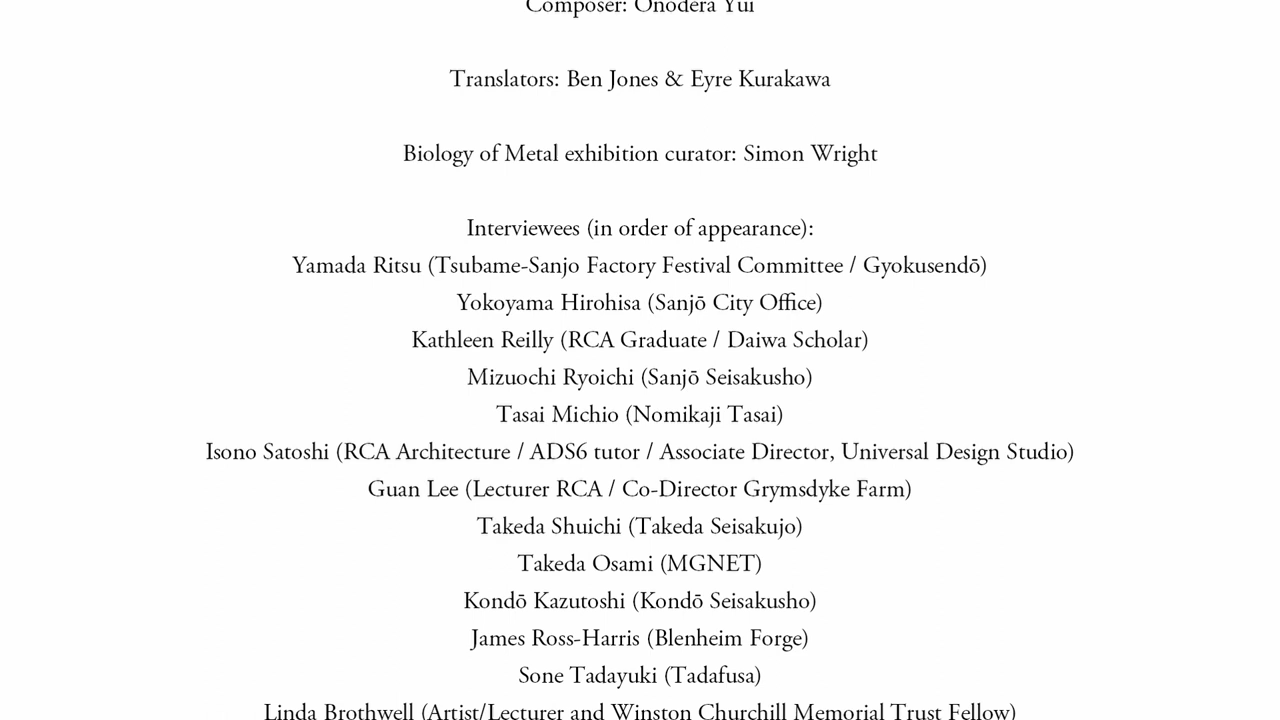 Composer: Onodera Yui
Translators: Ben Jones & Eyre Kurakawa
Biology of Metal exhibition curator: Simon Wright
Interviewees (in order of appearance):
Yamada Ritsu (Tsubame-Sanjo Factory Festival Committee / Gyokusendō)
Yokoyama Hirohisa (Sanjō City Office)
Kathleen Reilly (RCA Graduate / Daiwa Scholar)
Mizuochi Ryoichi (Sanjō Seisakusho)
Tasai Michio (Nomikaji Tasai)
Isono Satoshi (RCA Architecture / ADS6 tutor / Associate Director, Universal Design Studio)
Guan Lee (Lecturer RCA / Co-Director Grymsdyke Farm)
Takeda Shuichi (Takeda Seisakujo)
Takeda Osami (MGNET)
Kondō Kazutoshi (Kondō Seisakusho)
James Ross-Harris (Blenheim Forge)
Sone Tadayuki (Tadafusa)
Linda Brothwell (Artist/Lecturer and Winston Churchill Memorial Trust Fellow)